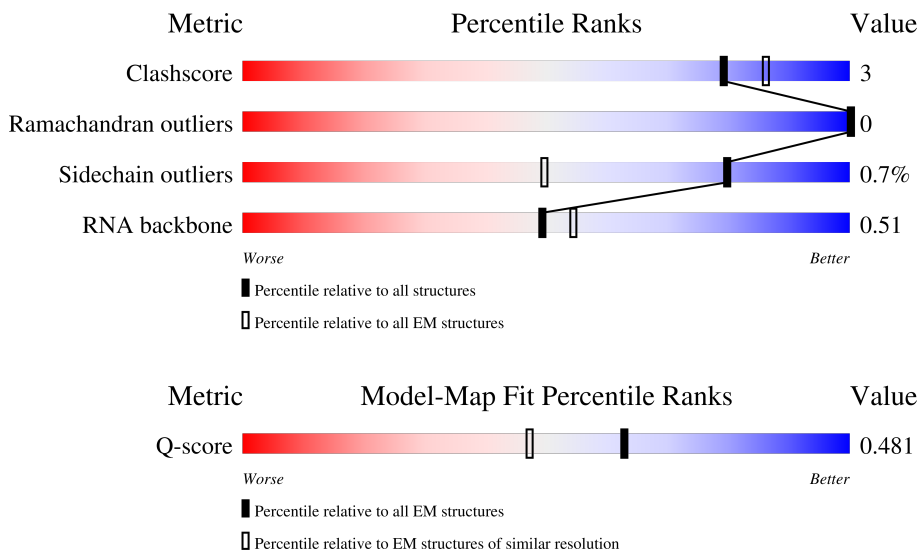 Metric Percentile Ranks Value
Clashscore 3
Ramachandran outliers 0
Sidechain outliers 0.7%
RNA backbone 0.51
Worse Better
Percentile relative to all structures
Percentile relative to all EM structures
Metric Model-Map Fit Percentile Ranks Value
Q-score 0.481
Worse Better
Percentile relative to all EM structures
Percentile relative to EM structures of similar resolution